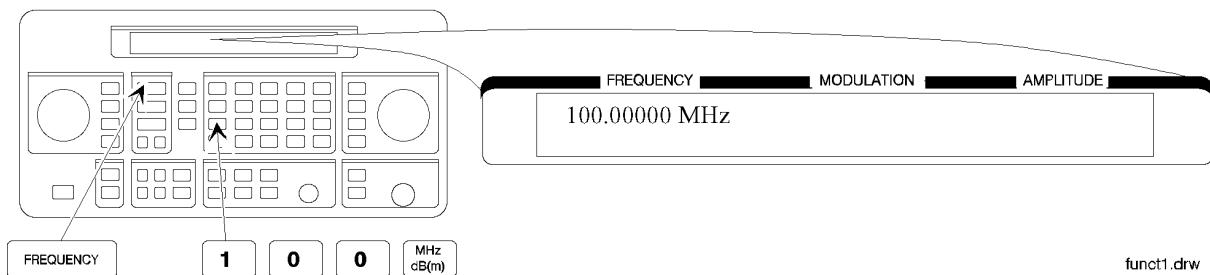 FREQUENCY MODULATION AMPLITUDE
100.00000 MHz
FREQUENCY 1 0 0 MHz dB(m)
funct1.drw